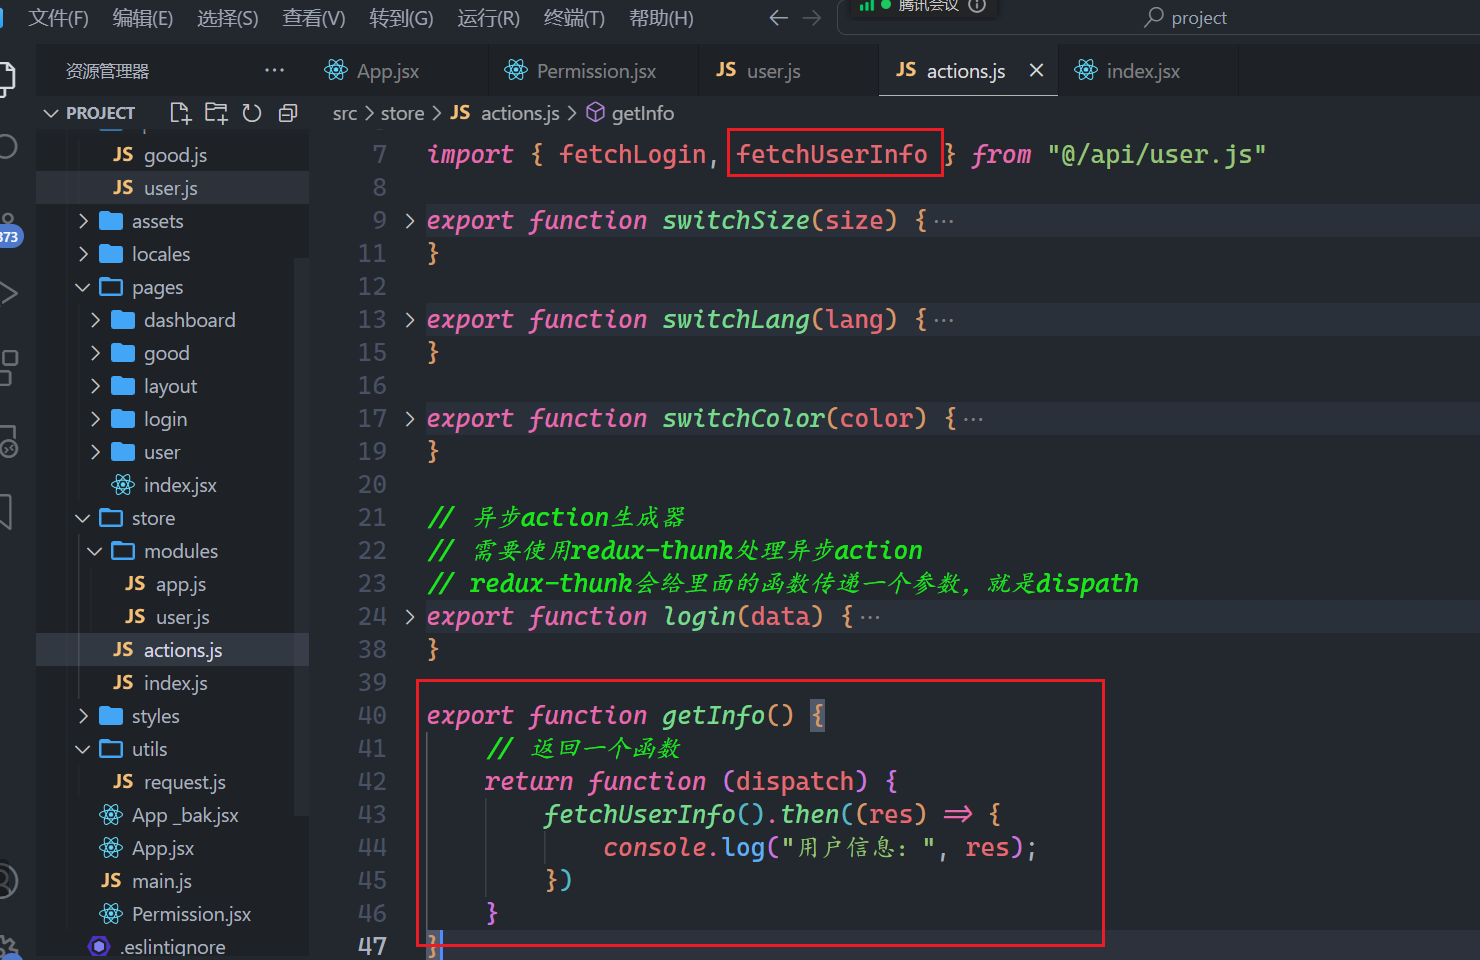 文件(F) 编辑(E) 选择(S) 查看(V) 转到(G) 运行(R) 终端(T) 帮助(H) 腾讯会议 project
资源管理器 ··· App.jsx Permission.jsx JS user.js JS actions.js × index.jsx
PROJECT src > store > JS actions.js > getInfo
JS good.js
JS user.js
assets
373
locales
pages
dashboard
good
layout
login
user
index.jsx
store
modules
JS app.js
JS user.js
JS actions.js
JS index.js
styles
utils
JS request.js
App _bak.jsx
App.jsx
JS main.js
Permission.jsx
.eslintignore
7 import { fetchLogin, fetchUserInfo } from "@/api/user.js"
8
9 export function switchSize(size) {···
11 }
12
13 export function switchLang(lang) {···
15 }
16
17 export function switchColor(color) {···
19 }
20
21 // 异步action生成器
22 // 需要使用redux-thunk处理异步action
23 // redux-thunk会给里面的函数传递一个参数，就是dispath
24 export function login(data) {···
38 }
39
40 export function getInfo() {
41 // 返回一个函数
42 return function (dispatch) {
43 fetchUserInfo().then((res) => {
44 console.log("用户信息：", res);
45 })
46 }
47 }